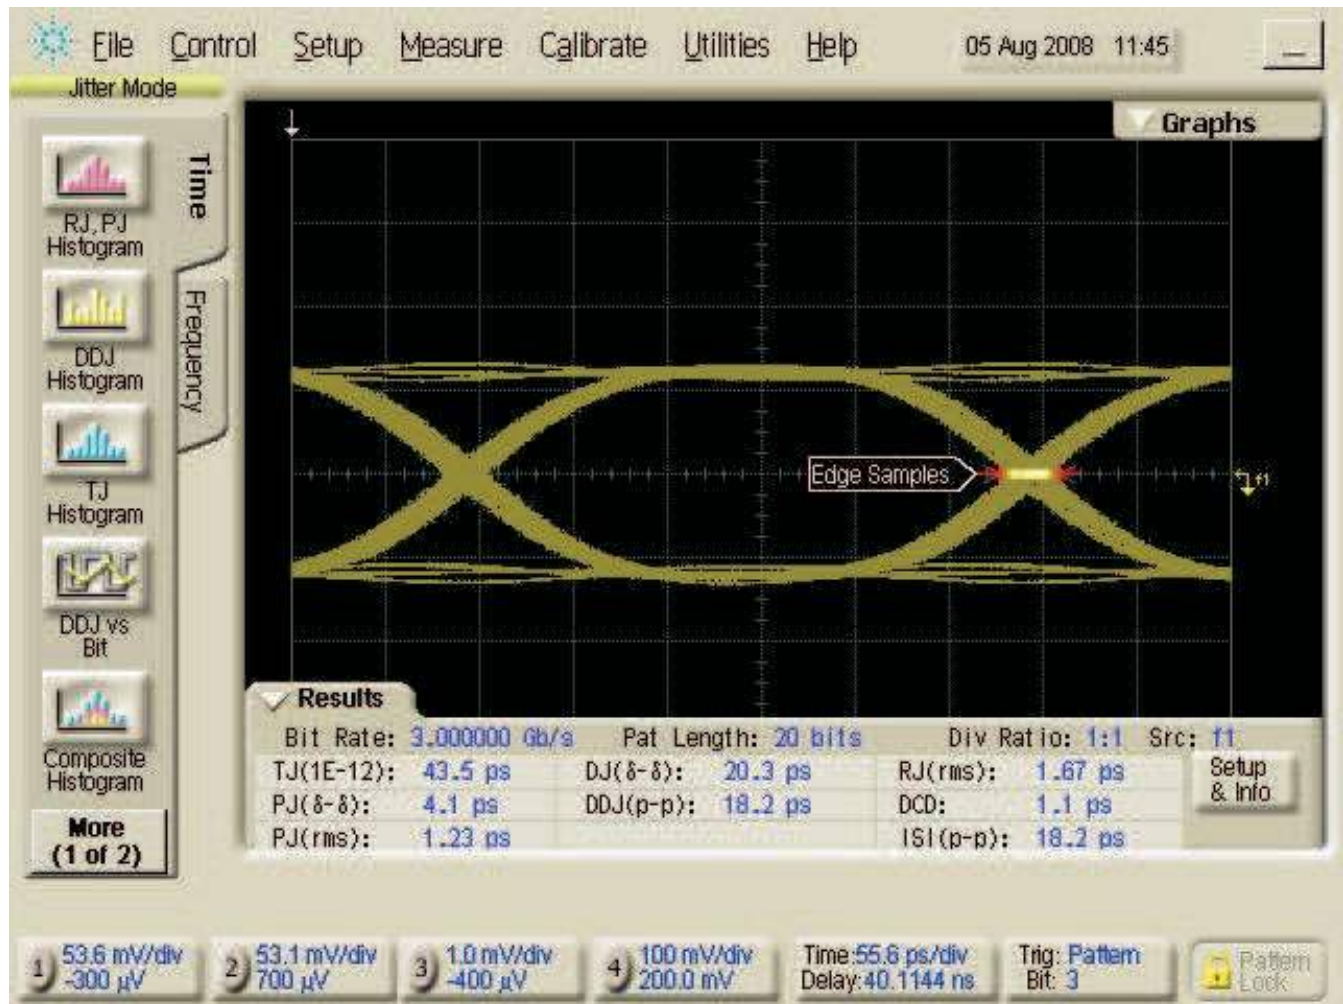 File Control Setup Measure Calibrate Utilities Help 05 Aug 2008 11:45
Jitter Mode
Graphs
Time
Frequency
RJ, PJ
Histogram
DDJ
Histogram
TJ
Histogram
DDJ vs
Bit
Composite
Histogram
More
(1 of 2)
Edge Samples
f1
Results
Bit Rate: 3.000000 Gb/s Pat Length: 20 bits Div Ratio: 1:1 Src: f1
TJ(1E-12): 43.5 ps DJ(δ-δ): 20.3 ps RJ(rms): 1.67 ps
PJ(δ-δ): 4.1 ps DDJ(p-p): 18.2 ps DCD: 1.1 ps
PJ(rms): 1.23 ps ISI(p-p): 18.2 ps
Setup
& Info
1) 53.6 mV/div
-300 µV
2) 53.1 mV/div
700 µV
3) 1.0 mV/div
-400 µV
4) 100 mV/div
200.0 mV
Time:55.6 ps/div
Delay:40.1144 ns
Trig: Pattern
Bit: 3
Pattern
Lock